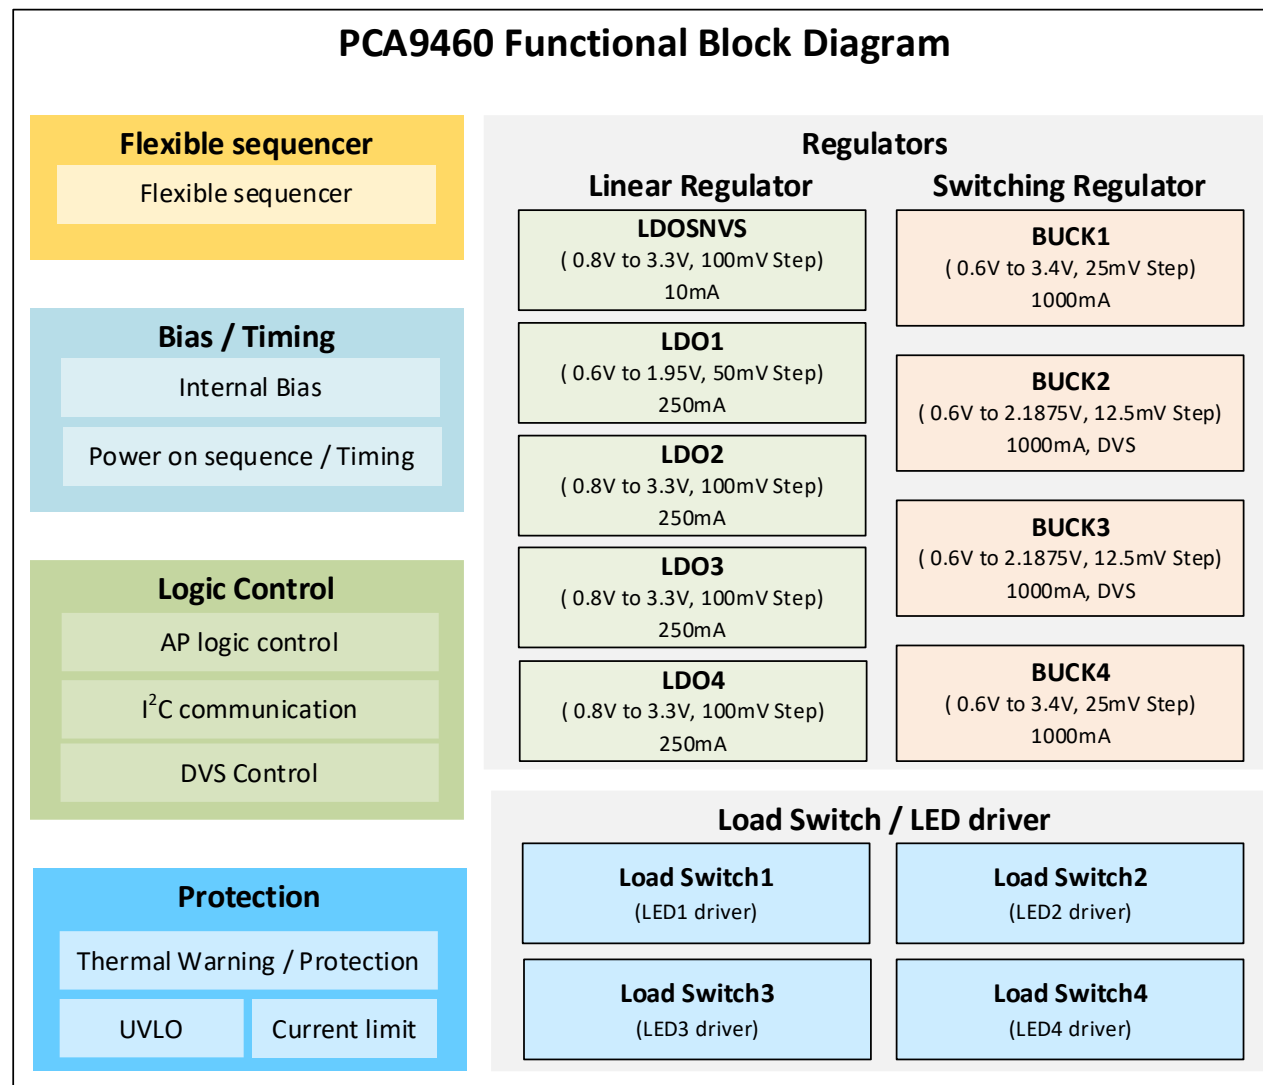 PCA9460 Functional Block Diagram
Flexible sequencer
Flexible sequencer
Bias / Timing
Internal Bias
Power on sequence / Timing
Logic Control
AP logic control
I²C communication
DVS Control
Protection
Thermal Warning / Protection
UVLO
Current limit
Regulators
Linear Regulator
LDOSNVS
( 0.8V to 3.3V, 100mV Step)
10mA
LDO1
( 0.6V to 1.95V, 50mV Step)
250mA
LDO2
( 0.8V to 3.3V, 100mV Step)
250mA
LDO3
( 0.8V to 3.3V, 100mV Step)
250mA
LDO4
( 0.8V to 3.3V, 100mV Step)
250mA
Switching Regulator
BUCK1
( 0.6V to 3.4V, 25mV Step)
1000mA
BUCK2
( 0.6V to 2.1875V, 12.5mV Step)
1000mA, DVS
BUCK3
( 0.6V to 2.1875V, 12.5mV Step)
1000mA, DVS
BUCK4
( 0.6V to 3.4V, 25mV Step)
1000mA
Load Switch / LED driver
Load Switch1
(LED1 driver)
Load Switch2
(LED2 driver)
Load Switch3
(LED3 driver)
Load Switch4
(LED4 driver)